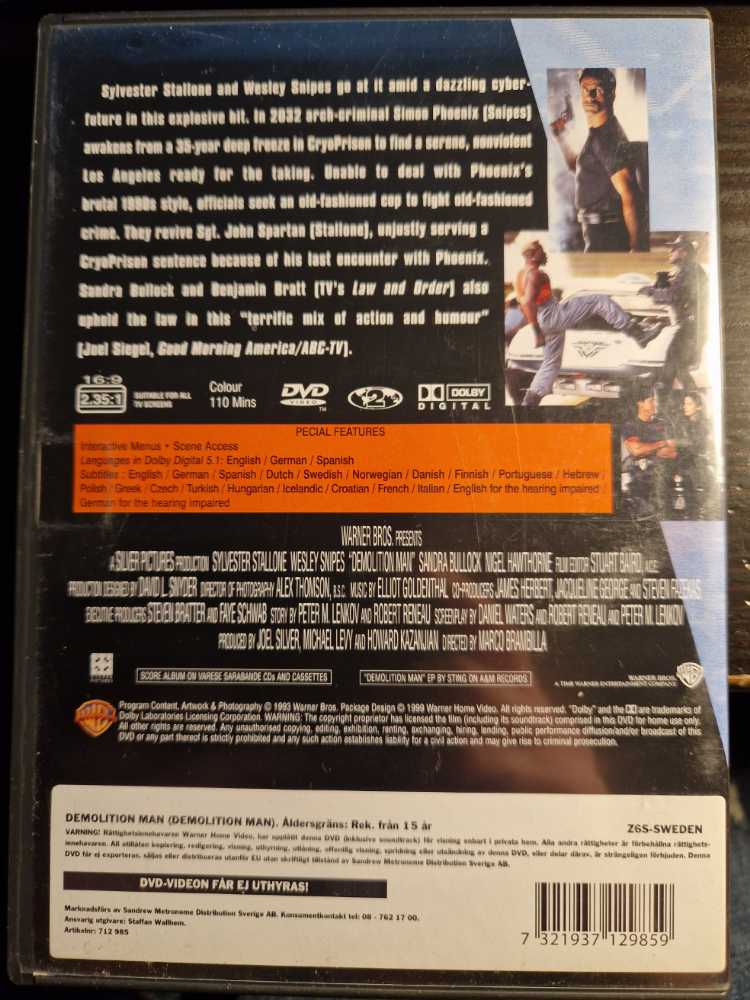 Sylvester Stallone and Wesley Snipes go at it amid a dazzling cyber-
future in this explosive hit. In 2032 arch-criminal Simon Phoenix (Snipes)
awakens from a 35-year deep freeze in CryoPrison to find a serene, nonviolent
Los Angeles ready for the taking. Unable to deal with Phoenix's
brutal 1990s style, officials seek an old-fashioned cop to fight old-fashioned
crime. They revive Sgt. John Spartan (Stallone), unjustly serving a
CryoPrison sentence because of his last encounter with Phoenix.
Sandra Bullock and Benjamin Bratt (TV's Law and Order) also
uphold the law in this "terrific mix of action and humour"
(Joel Siegel, Good Morning America/ABC-TV).
16:9
2.35:1
SUITABLE FOR ALL
TV SCREENS
Colour
110 Mins
DVD
VIDEO
TM
2
DOLBY
DIGITAL
PECIAL FEATURES
Interactive Menus • Scene Access
Languages in Dolby Digital 5.1: English / German / Spanish
Subtitles : English / German / Spanish / Dutch / Swedish / Norwegian / Danish / Finnish / Portuguese / Hebrew /
Polish / Greek / Czech / Turkish / Hungarian / Icelandic / Croatian / French / Italian / English for the hearing impaired /
German for the hearing impaired
WARNER BROS. PRESENTS
A SILVER PICTURES PRODUCTION SYLVESTER STALLONE WESLEY SNIPES "DEMOLITION MAN" SANDRA BULLOCK NIGEL HAWTHORNE FILM EDITOR STUART BAIRD, A.C.E.
PRODUCTION DESIGNED BY DAVID L. SNYDER DIRECTOR OF PHOTOGRAPHY ALEX THOMSON, B.S.C. MUSIC BY ELLIOT GOLDENTHAL CO-PRODUCERS JAMES HERBERT, JACQUELINE GEORGE AND STEVEN FAZEKAS
EXECUTIVE PRODUCERS STEVEN BRATTER AND FAYE SCHWAB STORY BY PETER M. LENKOV AND ROBERT RENEAU SCREENPLAY BY DANIEL WATERS AND ROBERT RENEAU AND PETER M. LENKOV
PRODUCED BY JOEL SILVER, MICHAEL LEVY AND HOWARD KAZANJIAN DIRECTED BY MARCO BRAMBILLA
SCORE ALBUM ON VARESE SARABANDE CDs AND CASSETTES
"DEMOLITION MAN" EP BY STING ON A&M RECORDS
WARNER BROS.
A TIME WARNER ENTERTAINMENT COMPANY
Program Content, Artwork & Photography © 1993 Warner Bros. Package Design © 1999 Warner Home Video. All rights reserved. "Dolby" and the DD are trademarks of
Dolby Laboratories Licensing Corporation. WARNING: The copyright proprietor has licensed the film (including its soundtrack) comprised in this DVD for home use only.
All other rights are reserved. Any unauthorised copying, editing, exhibition, renting, exchanging, hiring, lending, public performance diffusion/and/or broadcast of this
DVD or any part thereof is strictly prohibited and any such action establishes liability for a civil action and may give rise to criminal prosecution.
DEMOLITION MAN (DEMOLITION MAN). Åldersgräns: Rek. från 15 år
Z6S-SWEDEN
VARNING! Rättighetsinnehavaren Warner Home Video, har upplåtit denna DVD (inklusive soundtrack) för visning enbart i privata hem. Alla andra rättigheter är förbehållna rättighets-
innehavaren. All otillåten kopiering, redigering, visning, uthyrning, utlåning, offentlig visning, spridning eller utsändning av denna DVD, eller delar därav, är strängeligen förbjuden. Denna
DVD får ej exporteras, säljas eller distribueras utanför EU utan skriftligt tillstånd av Sandrew Metronome Distribution Sverige AB.
DVD-VIDEON FÅR EJ UTHYRAS!
Marknadsförs av Sandrew Metronome Distribution Sverige AB. Konsumentkontakt tel: 08 - 762 17 00.
Ansvarig utgivare: Staffan Wallhem.
Artikelnr: 712 985
7 321937 129859